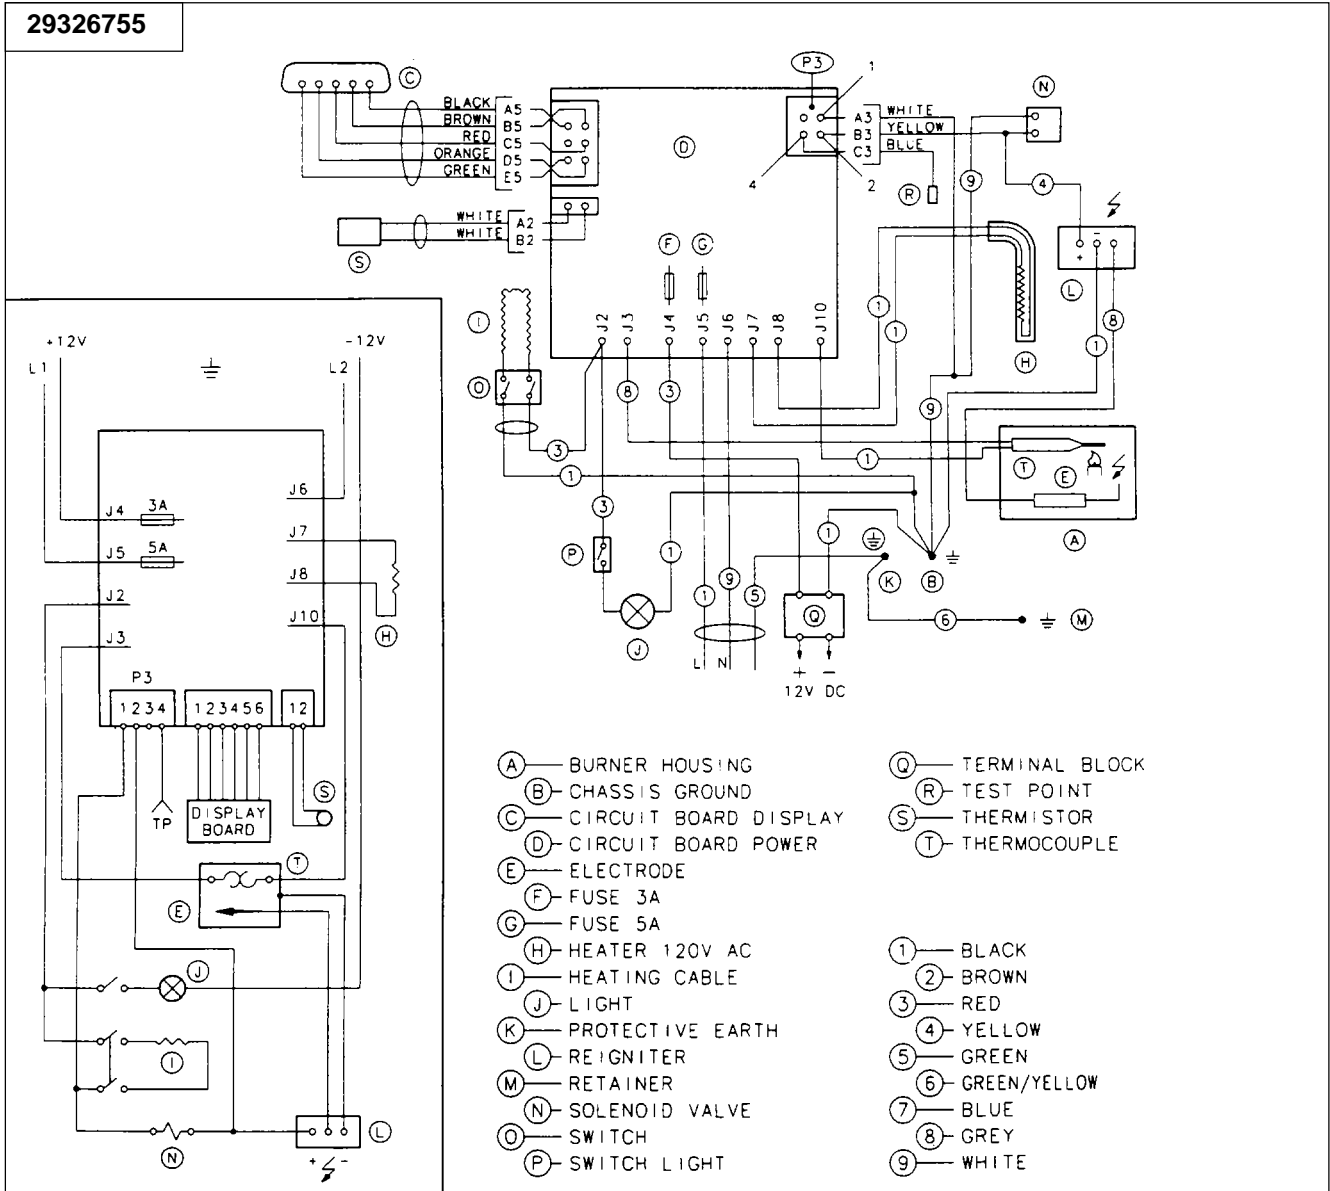 29326755
C
BLACK A5
BROWN B5
RED C5
ORANGE D5
GREEN E5
WHITE A2
WHITE B2
S
D
P3
1
A3 WHITE
B3 YELLOW
C3 BLUE
4
2
R
N
9
4
L
+ -
F G
J2 J3 J4 J5 J6 J7 J8 J10
1
1
H
1
8
I
O
8
3
9
3
1
1
T
E
A
3
P
1
J
1
9
5
L N
1
K
B
Q
+ -
12V DC
6
M
+12V -12V
L1 L2
J4 3A
J5 5A
J2
J3
J6
J7
J8
J10
H
P3
1234 123456 12
TP
DISPLAY
BOARD
S
T
E
J
I
N
L
+ -
A BURNER HOUSING
B CHASSIS GROUND
C CIRCUIT BOARD DISPLAY
D CIRCUIT BOARD POWER
E ELECTRODE
F FUSE 3A
G FUSE 5A
H HEATER 120V AC
I HEATING CABLE
J LIGHT
K PROTECTIVE EARTH
L REIGNITER
M RETAINER
N SOLENOID VALVE
O SWITCH
P SWITCH LIGHT
Q TERMINAL BLOCK
R TEST POINT
S THERMISTOR
T THERMOCOUPLE
1 BLACK
2 BROWN
3 RED
4 YELLOW
5 GREEN
6 GREEN/YELLOW
7 BLUE
8 GREY
9 WHITE